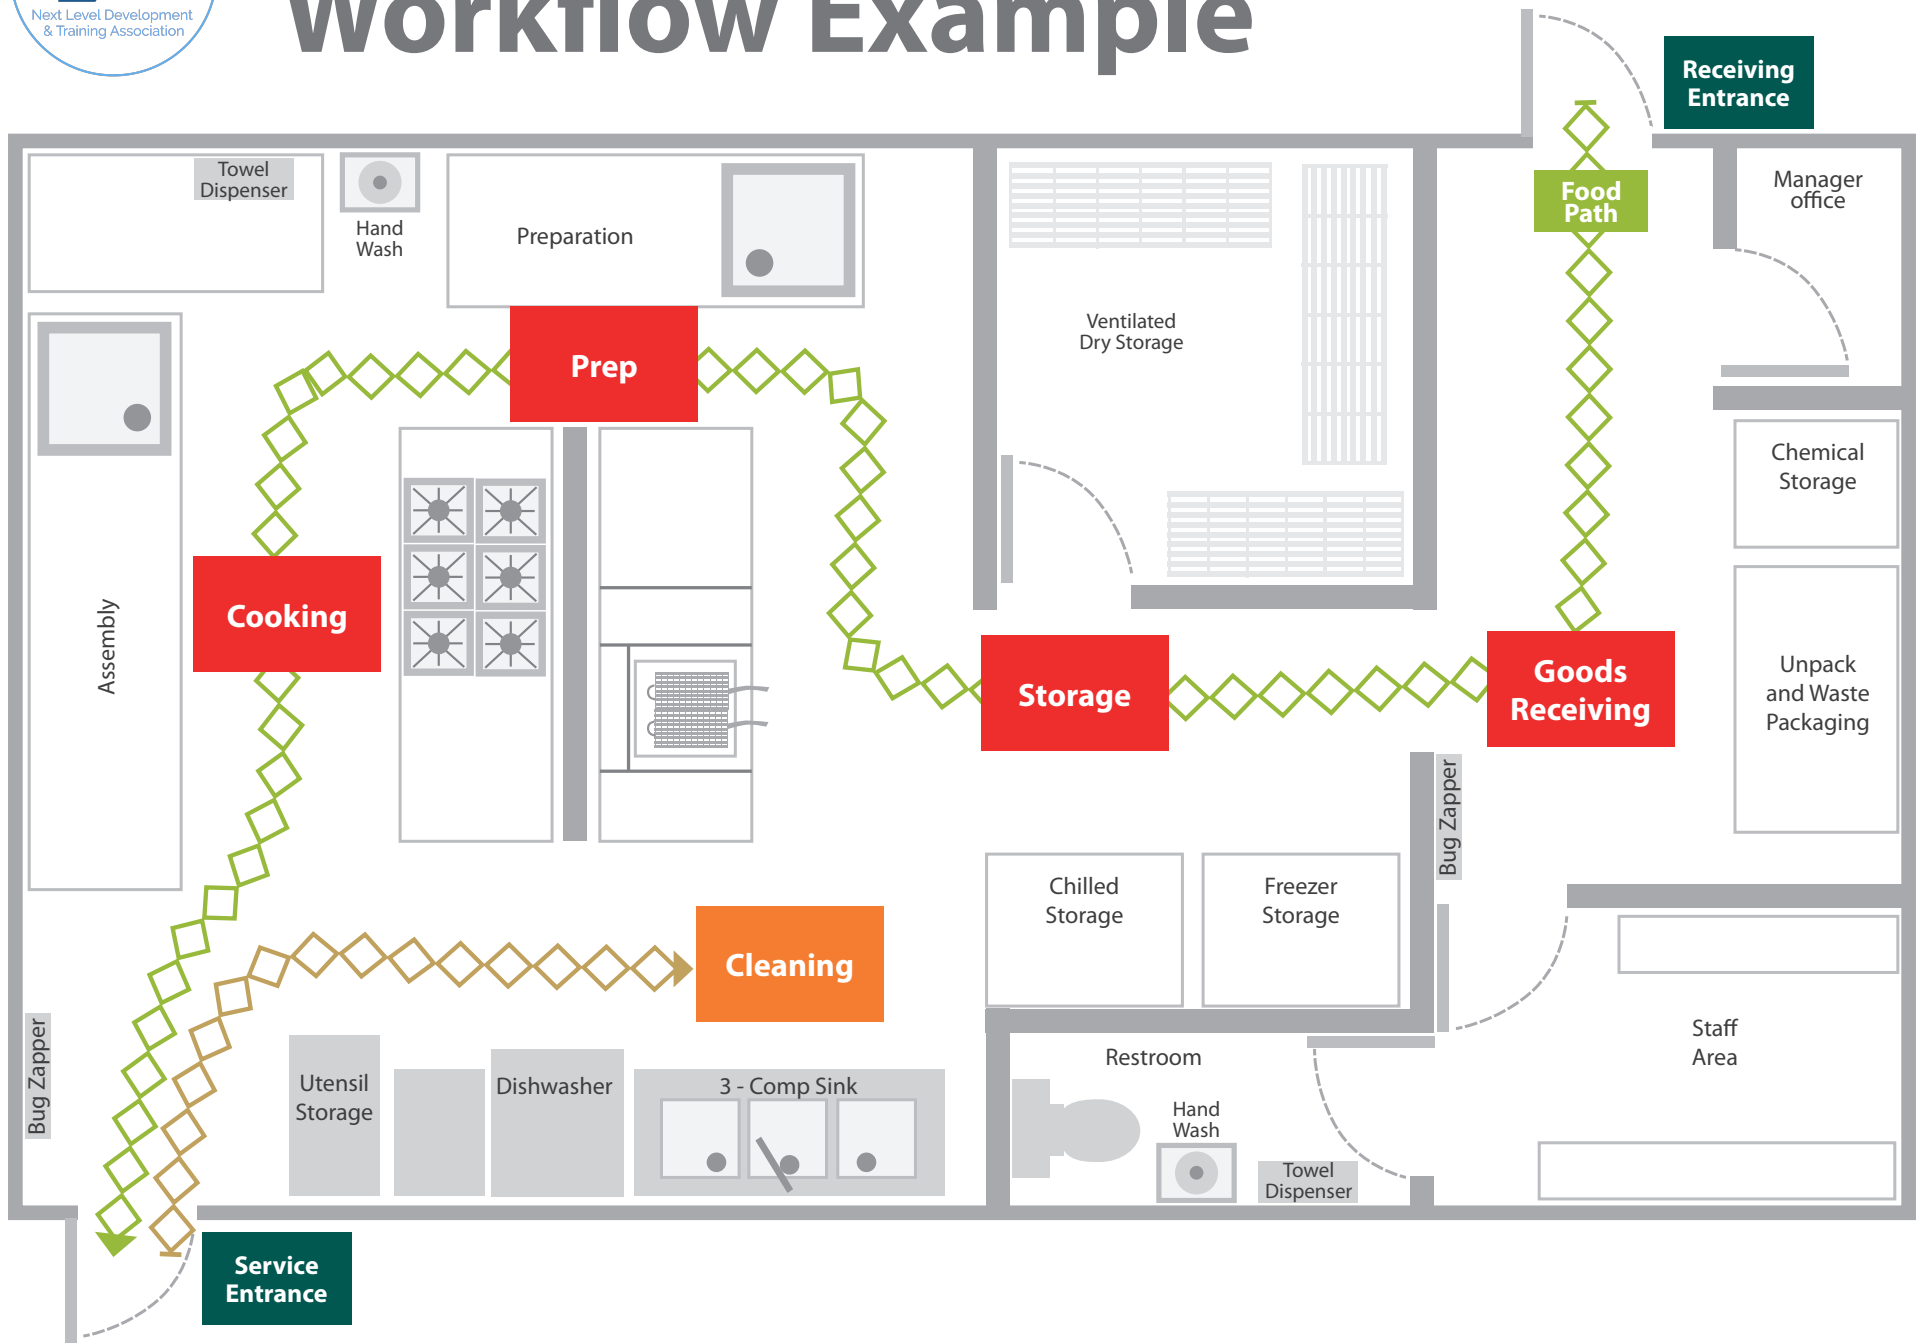 Next Level Development
& Training Association
Workflow Example
Receiving
Entrance
Towel
Dispenser
Hand
Wash
Preparation
Food
Path
Manager
office
Ventilated
Dry Storage
Prep
Chemical
Storage
Cooking
Assembly
Storage
Goods
Receiving
Unpack
and Waste
Packaging
Bug Zapper
Chilled
Storage
Freezer
Storage
Cleaning
Bug Zapper
Staff
Area
Restroom
Utensil
Storage
Dishwasher
3 - Comp Sink
Hand
Wash
Towel
Dispenser
Service
Entrance